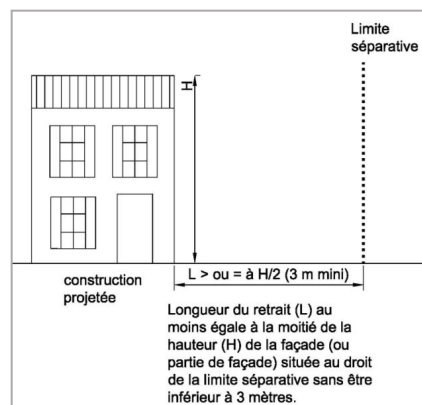 Limite
séparative
H
L > ou = à H/2 (3 m mini)
construction
projetée
Longueur du retrait (L) au
moins égale à la moitié de la
hauteur (H) de la façade (ou
partie de façade) située au droit
de la limite séparative sans être
inférieur à 3 mètres.